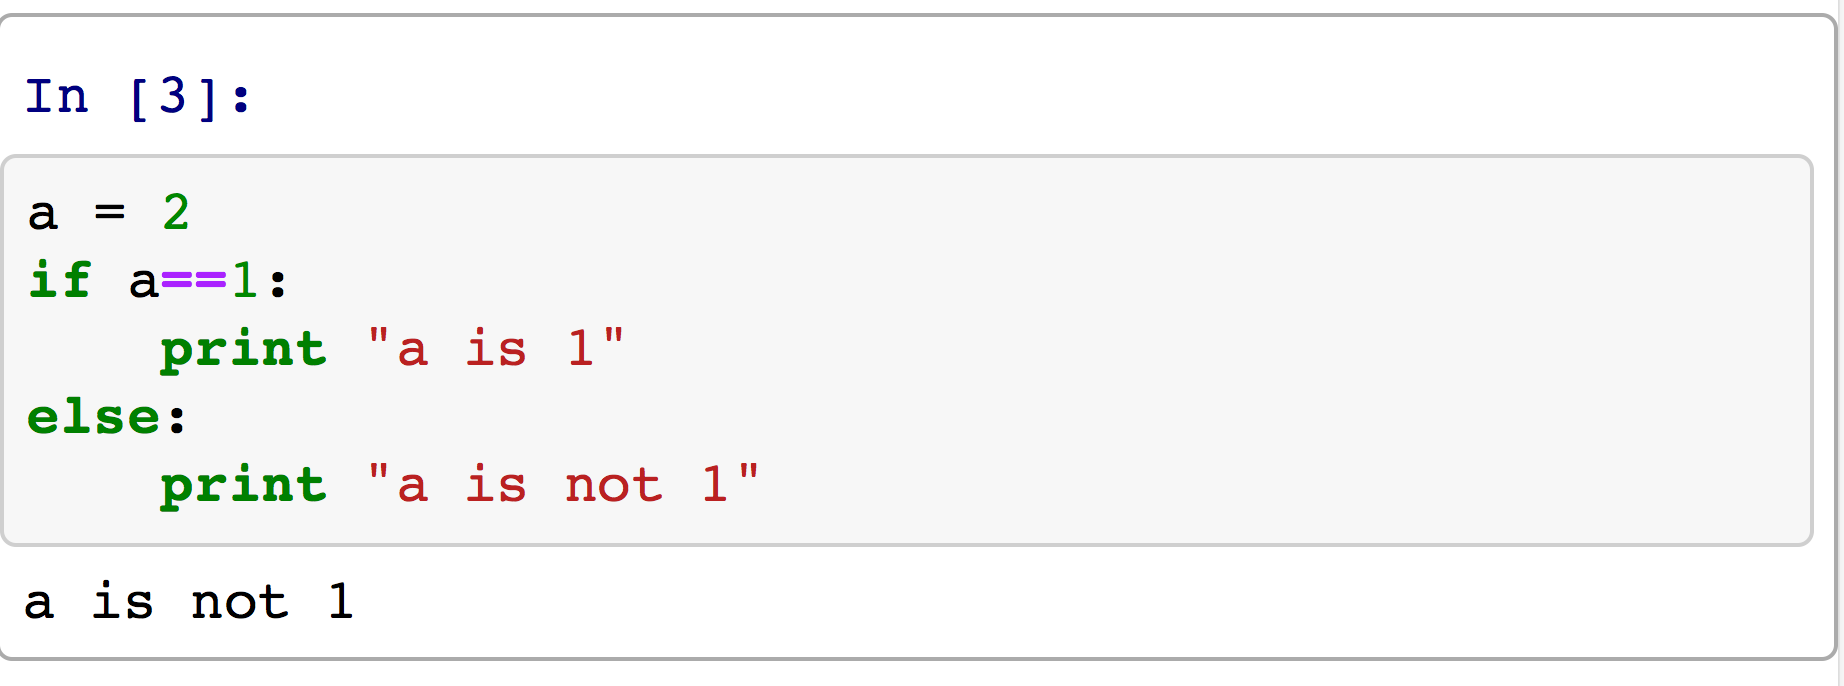 In [3]:
a = 2
if a==1:
    print "a is 1"
else:
    print "a is not 1"
a is not 1